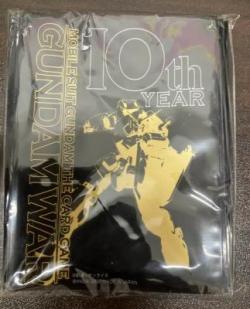 10th
YEAR
MOBILE SUIT GUNDAM THE CARD GAME
GUNDAM WAR